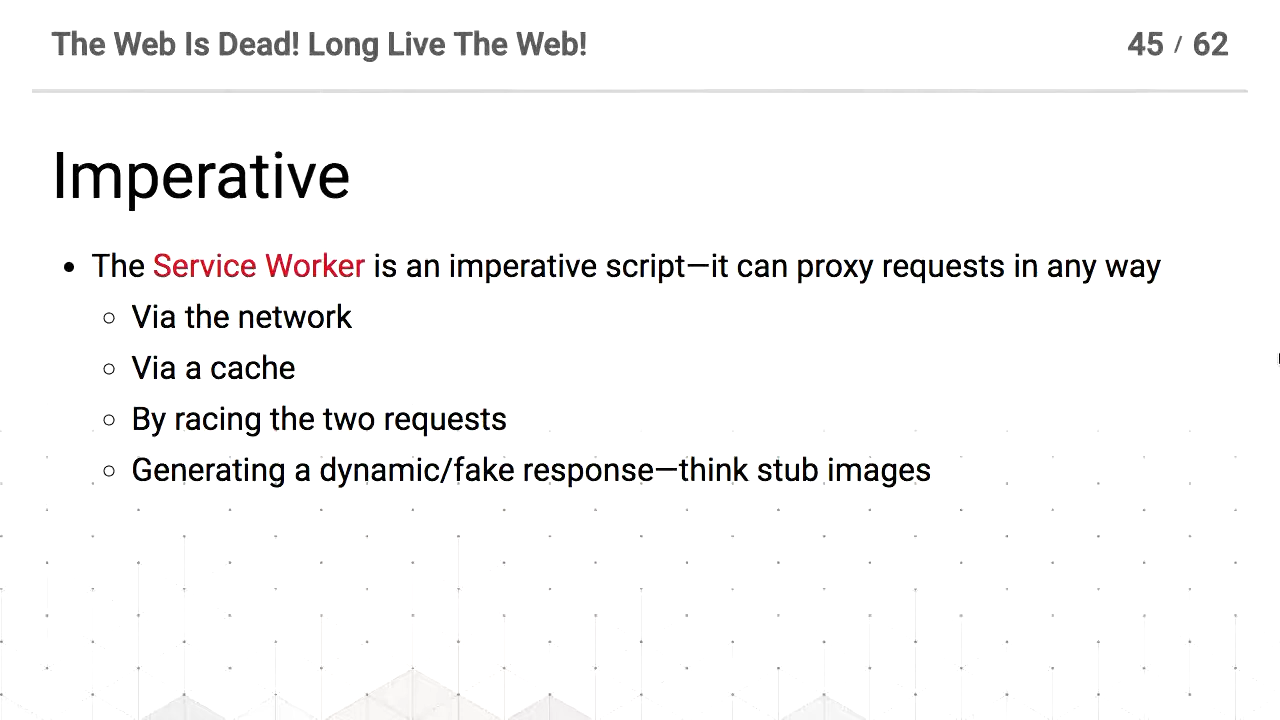 The Web Is Dead! Long Live The Web!
45 / 62
Imperative
• The Service Worker is an imperative script—it can proxy requests in any way
◦ Via the network
◦ Via a cache
◦ By racing the two requests
◦ Generating a dynamic/fake response—think stub images